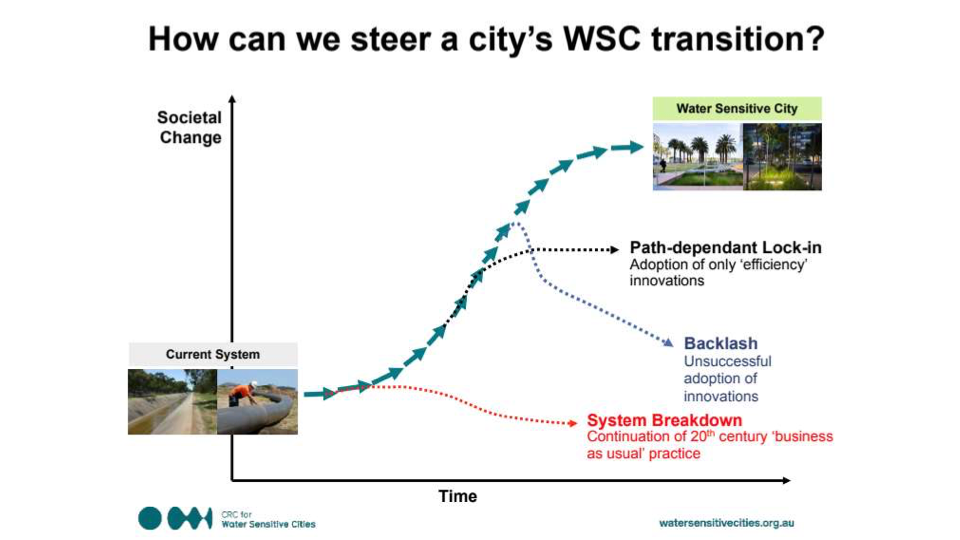 How can we steer a city's WSC transition?
Societal
Change
Water Sensitive City
Path-dependant Lock-in
Adoption of only 'efficiency'
innovations
Backlash
Unsuccessful
adoption of
innovations
Current System
System Breakdown
Continuation of 20th century 'business
as usual' practice
Time
CRC for
Water Sensitive Cities
watersensitivecities.org.au